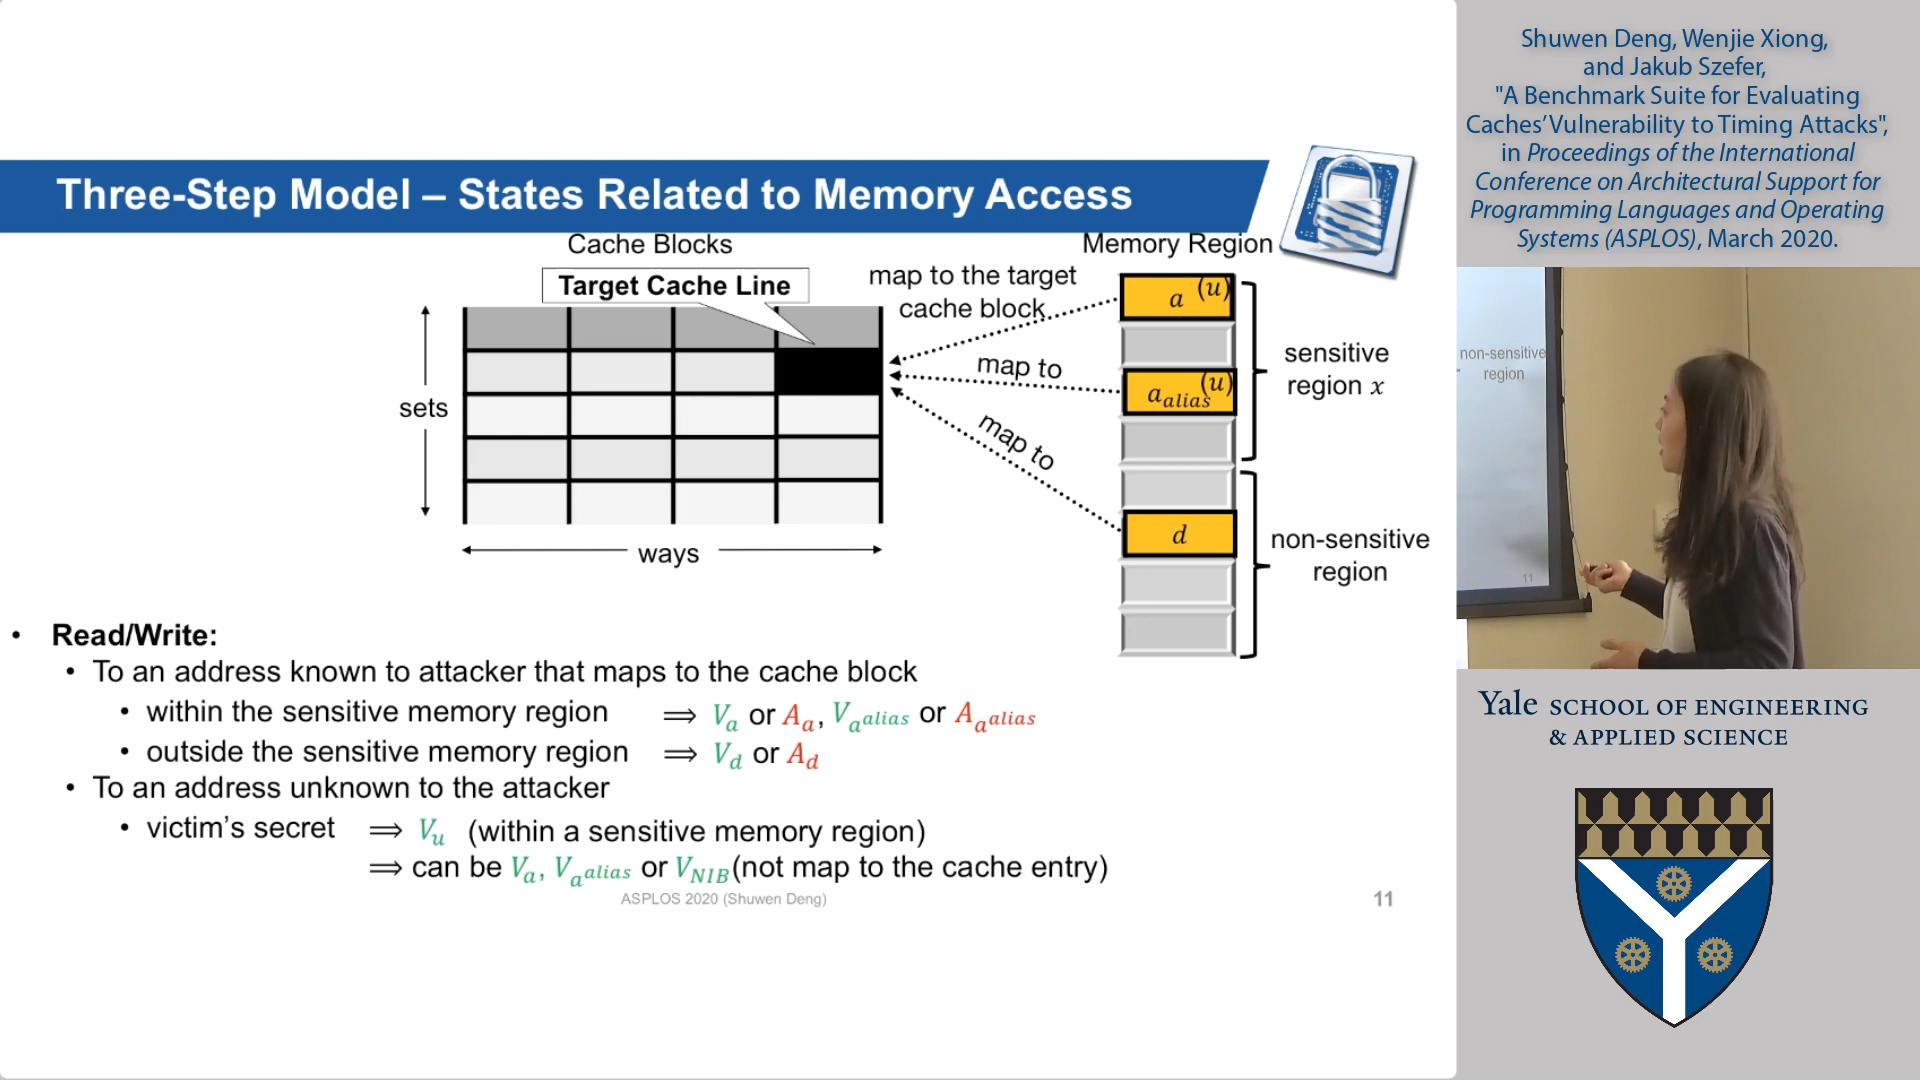 Three-Step Model – States Related to Memory Access
Cache Blocks
Memory Region
Target Cache Line
map to the target
cache block
map to
map to
sets
ways
a (u)
a_alias (u)
d
sensitive
region x
non-sensitive
region
• Read/Write:
• To an address known to attacker that maps to the cache block
• within the sensitive memory region ⟹ V_a or A_a, V_a^alias or A_a^alias
• outside the sensitive memory region ⟹ V_d or A_d
• To an address unknown to the attacker
• victim's secret ⟹ V_u (within a sensitive memory region)
⟹ can be V_a, V_a^alias or V_NIB (not map to the cache entry)
ASPLOS 2020 (Shuwen Deng)
11
Shuwen Deng, Wenjie Xiong,
and Jakub Szefer,
"A Benchmark Suite for Evaluating
Caches' Vulnerability to Timing Attacks",
in Proceedings of the International
Conference on Architectural Support for
Programming Languages and Operating
Systems (ASPLOS), March 2020.
non-sensitive
region
11
Yale SCHOOL OF ENGINEERING
& APPLIED SCIENCE